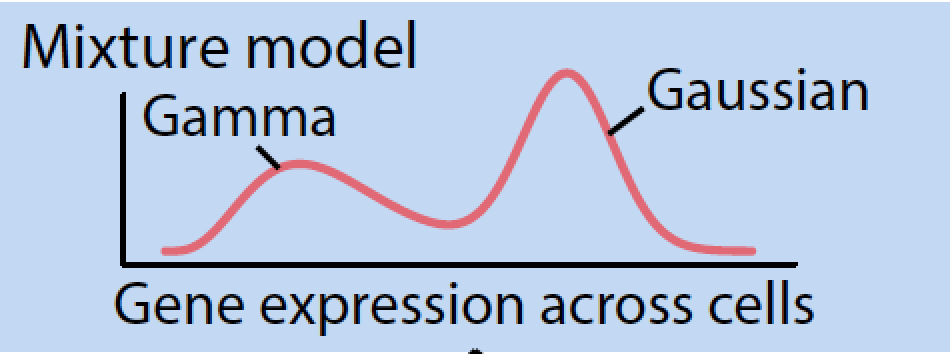 Mixture model
Gamma
Gaussian
Gene expression across cells